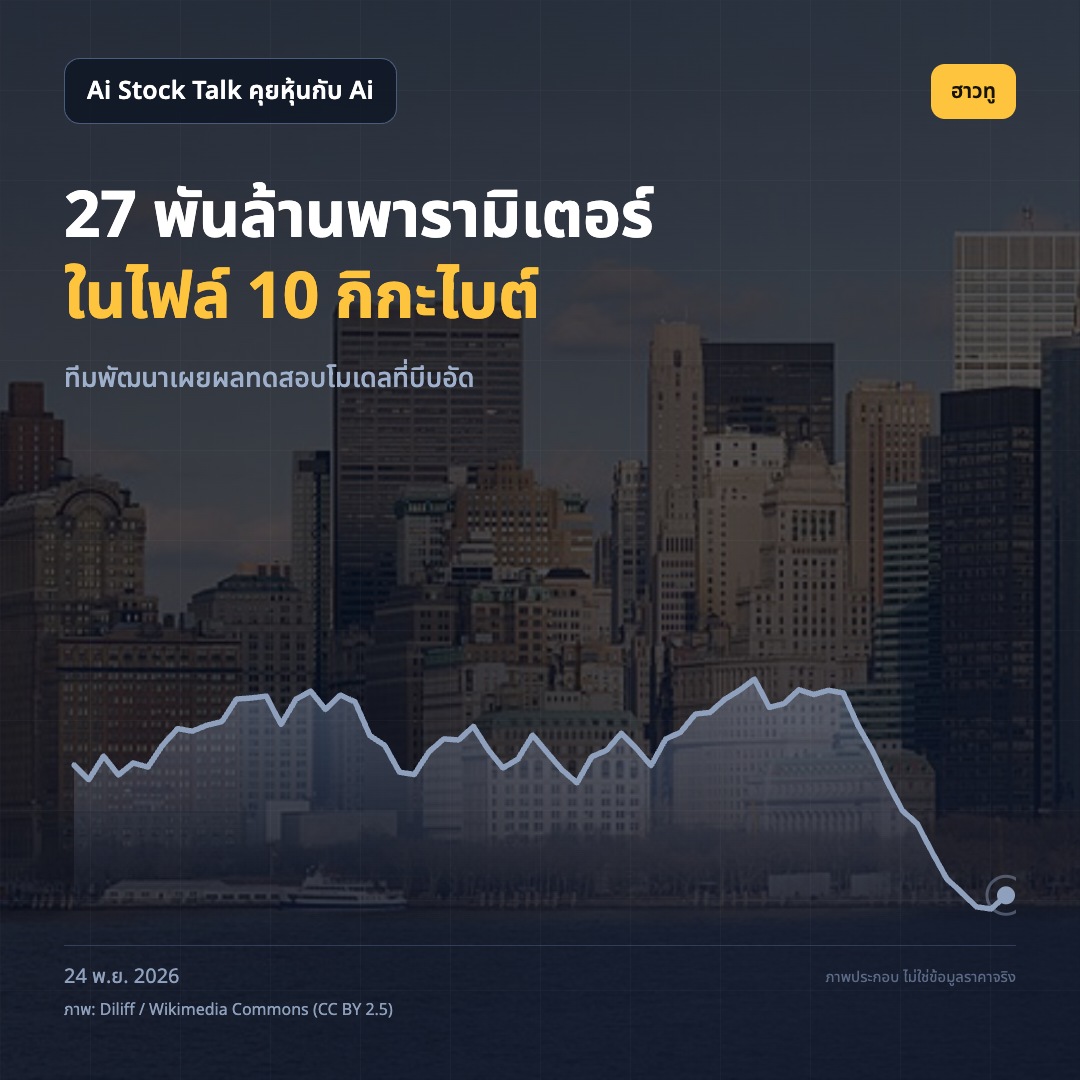 Ai Stock Talk คุยหุ้นกับ Ai
ฮาวทู
27 พันล้านพารามิเตอร์
ในไฟล์ 10 กิกะไบต์
ทีมพัฒนาเผยผลทดสอบโมเดลที่บีบอัด
24 พ.ย. 2026
ภาพประกอบ ไม่ใช่ข้อมูลราคาจริง
ภาพ: Diliff / Wikimedia Commons (CC BY 2.5)